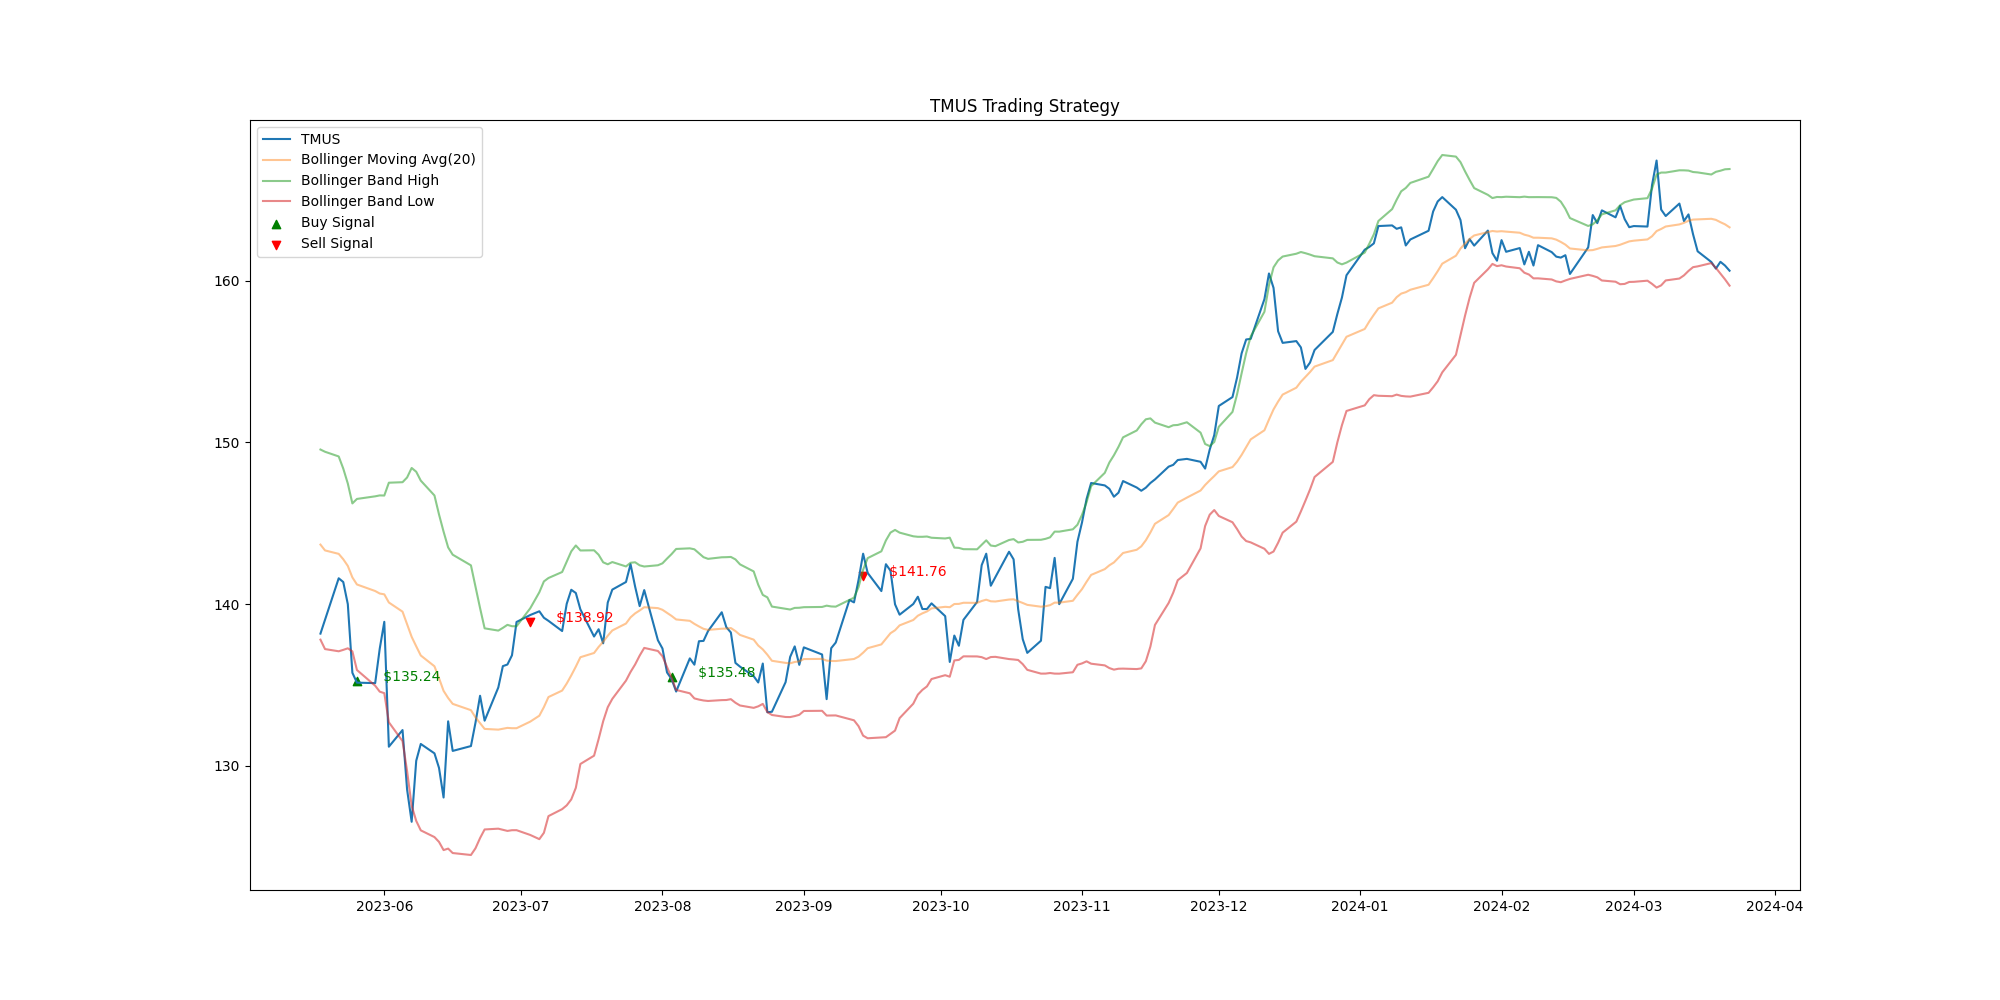 TMUS Trading Strategy
TMUS
Bollinger Moving Avg(20)
Bollinger Band High
Bollinger Band Low
Buy Signal
Sell Signal
160
150
140
130
$135.24
$138.92
$135.48
$141.76
2023-06 2023-07 2023-08 2023-09 2023-10 2023-11 2023-12 2024-01 2024-02 2024-03 2024-04